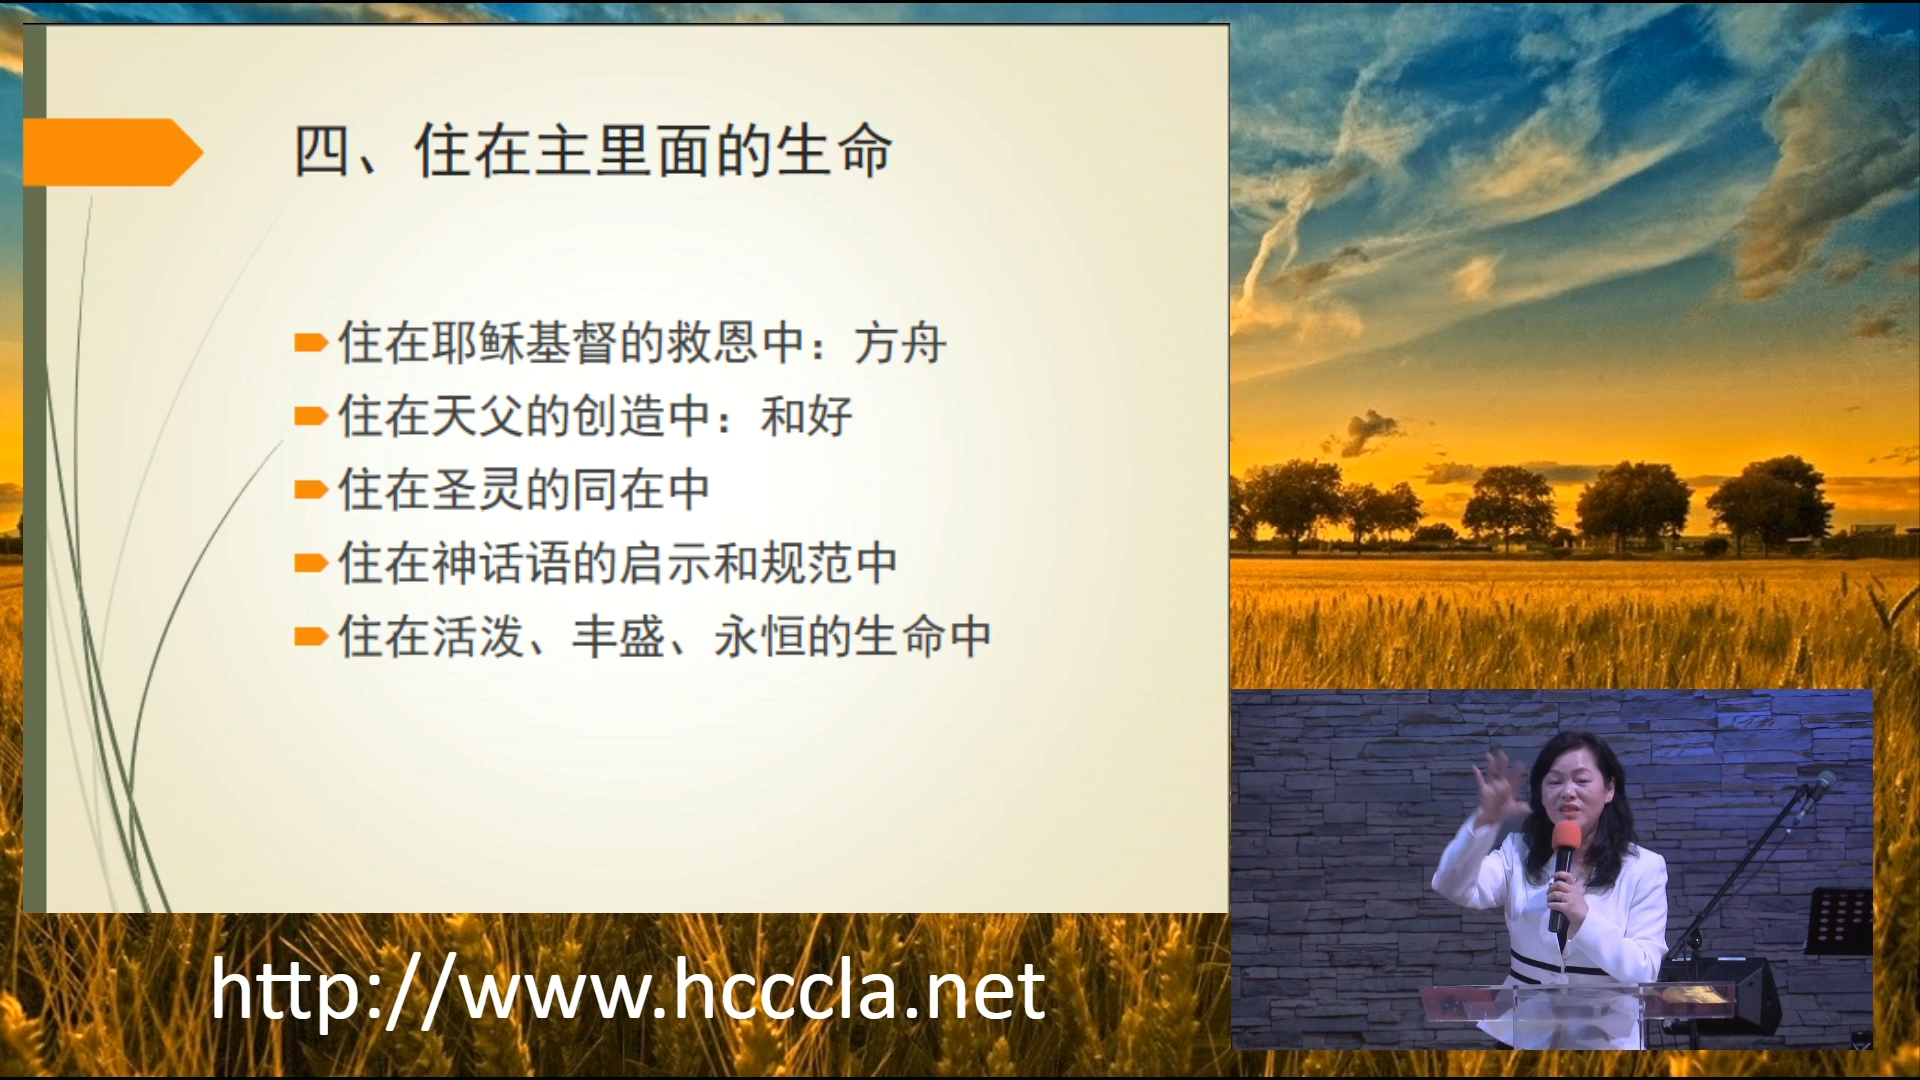 四、住在主里面的生命
住在耶稣基督的救恩中：方舟
住在天父的创造中：和好
住在圣灵的同在中
住在神话语的启示和规范中
住在活泼、丰盛、永恒的生命中
http://www.hcccla.net